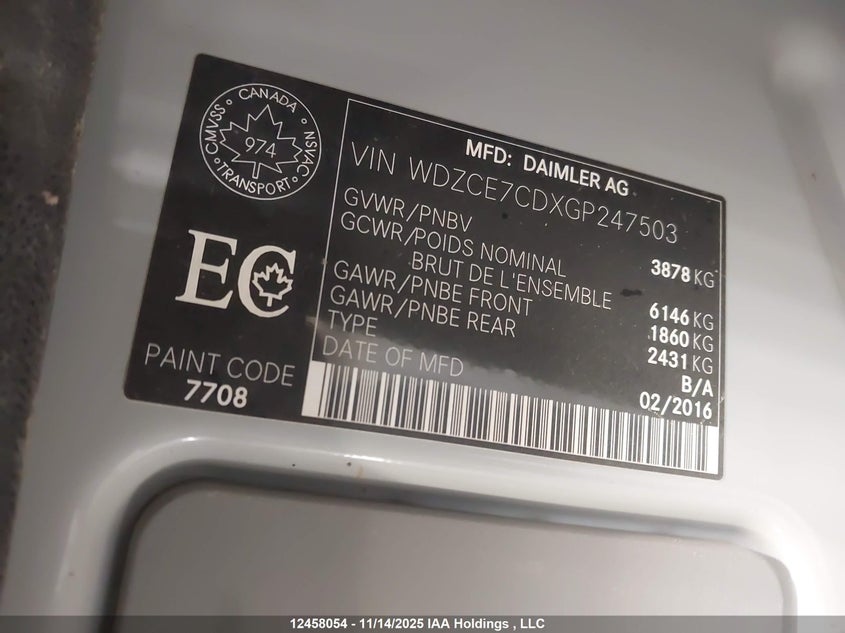 CANADA
CMVSS NSVAC
974
TRANSPORT
EC
PAINT CODE
7708
MFD: DAIMLER AG
VIN WDZCE7CDXGP247503
GVWR/PNBV 3878 KG
GCWR/POIDS NOMINAL
BRUT DE L'ENSEMBLE 6146 KG
GAWR/PNBE FRONT 1860 KG
GAWR/PNBE REAR 2431 KG
TYPE B/A
DATE OF MFD 02/2016
12458054 - 11/14/2025 IAA Holdings , LLC